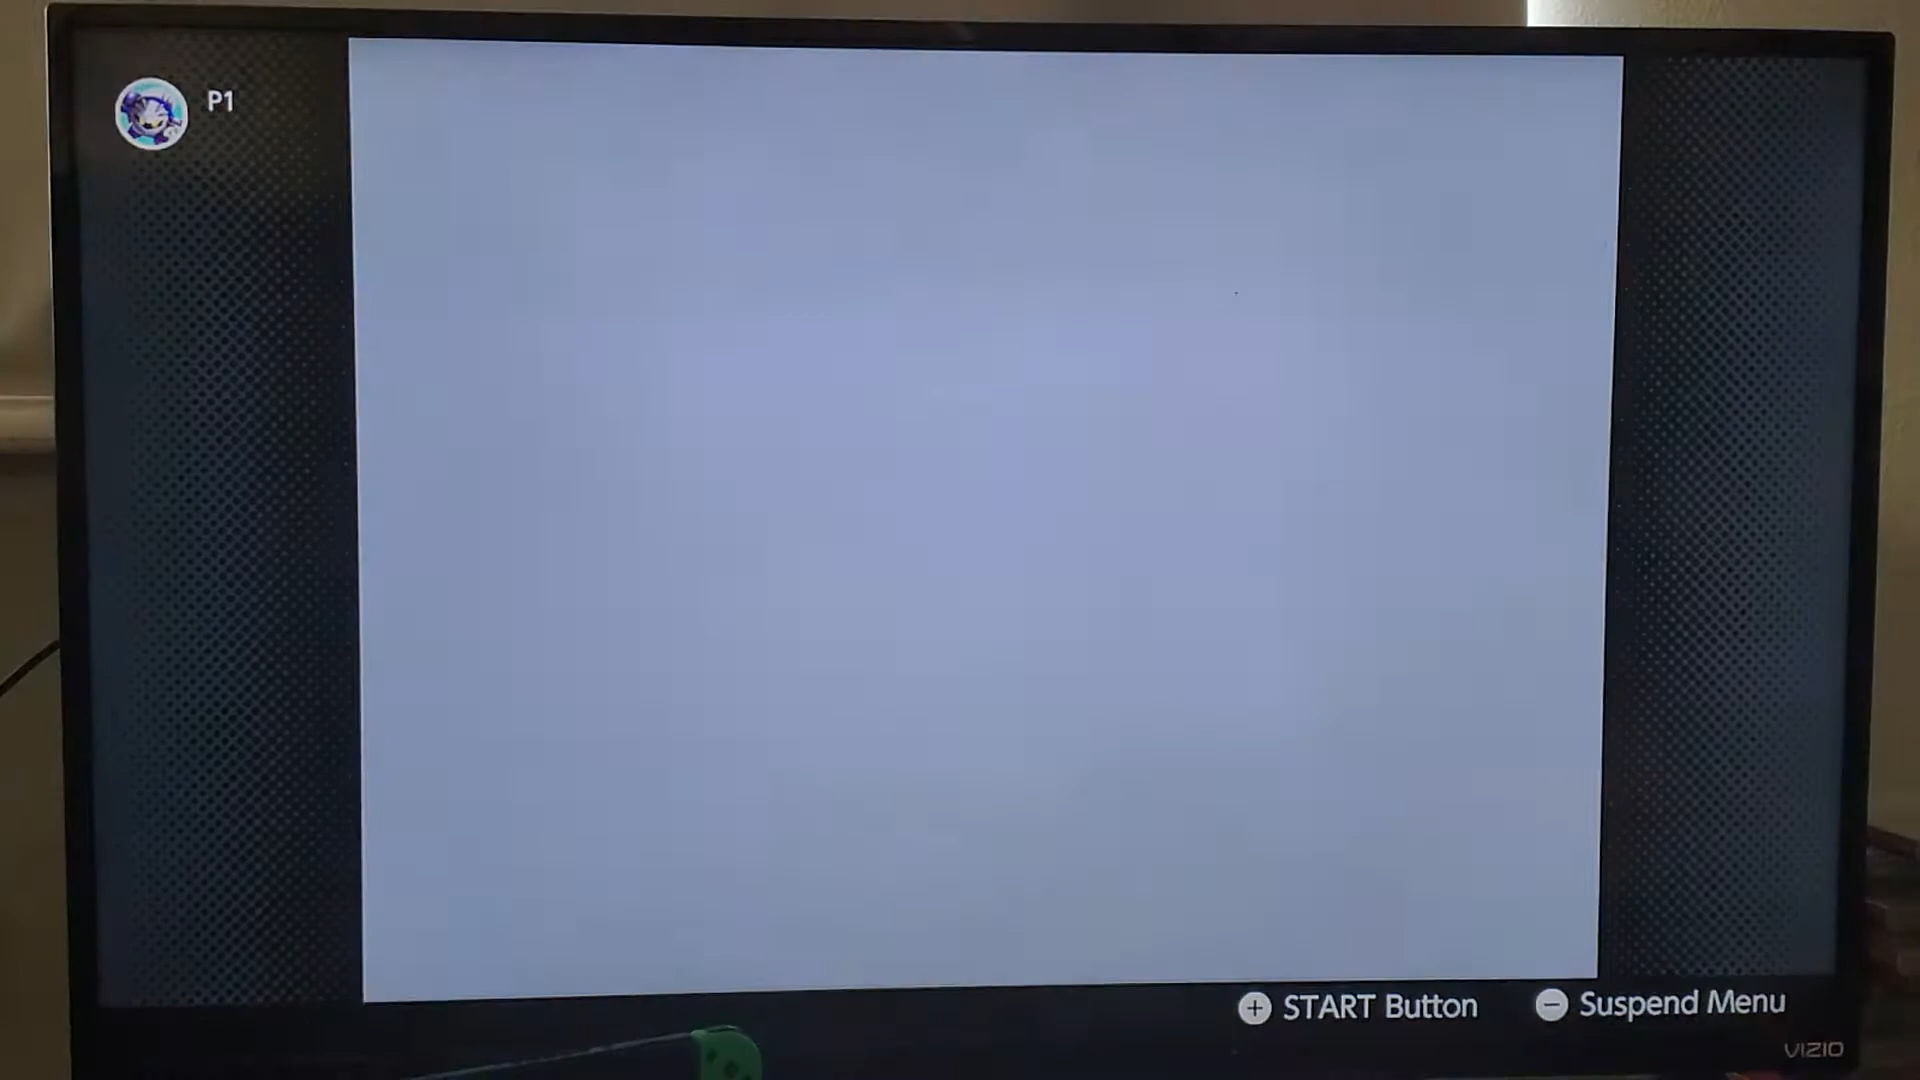 P1
+ START Button
− Suspend Menu
VIZIO